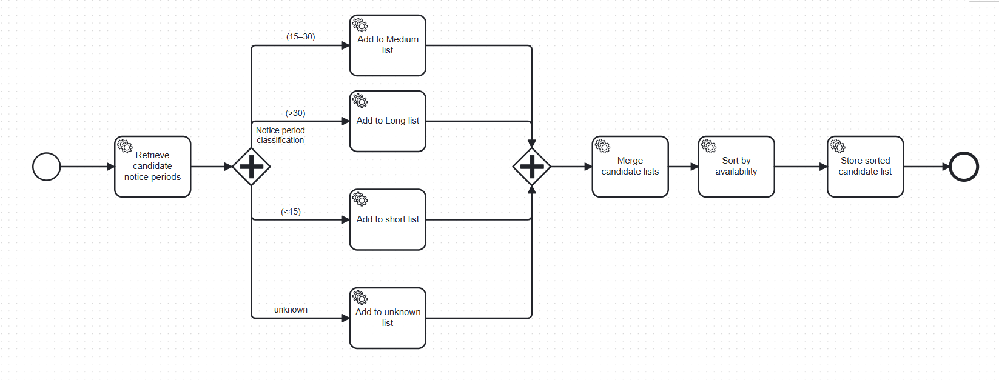 (15–30)
Add to Medium
list
(>30)
Add to Long list
Notice period
classification
Retrieve
candidate
notice periods
Merge
candidate lists
Sort by
availability
Store sorted
candidate list
(<15)
Add to short list
unknown
Add to unknown
list